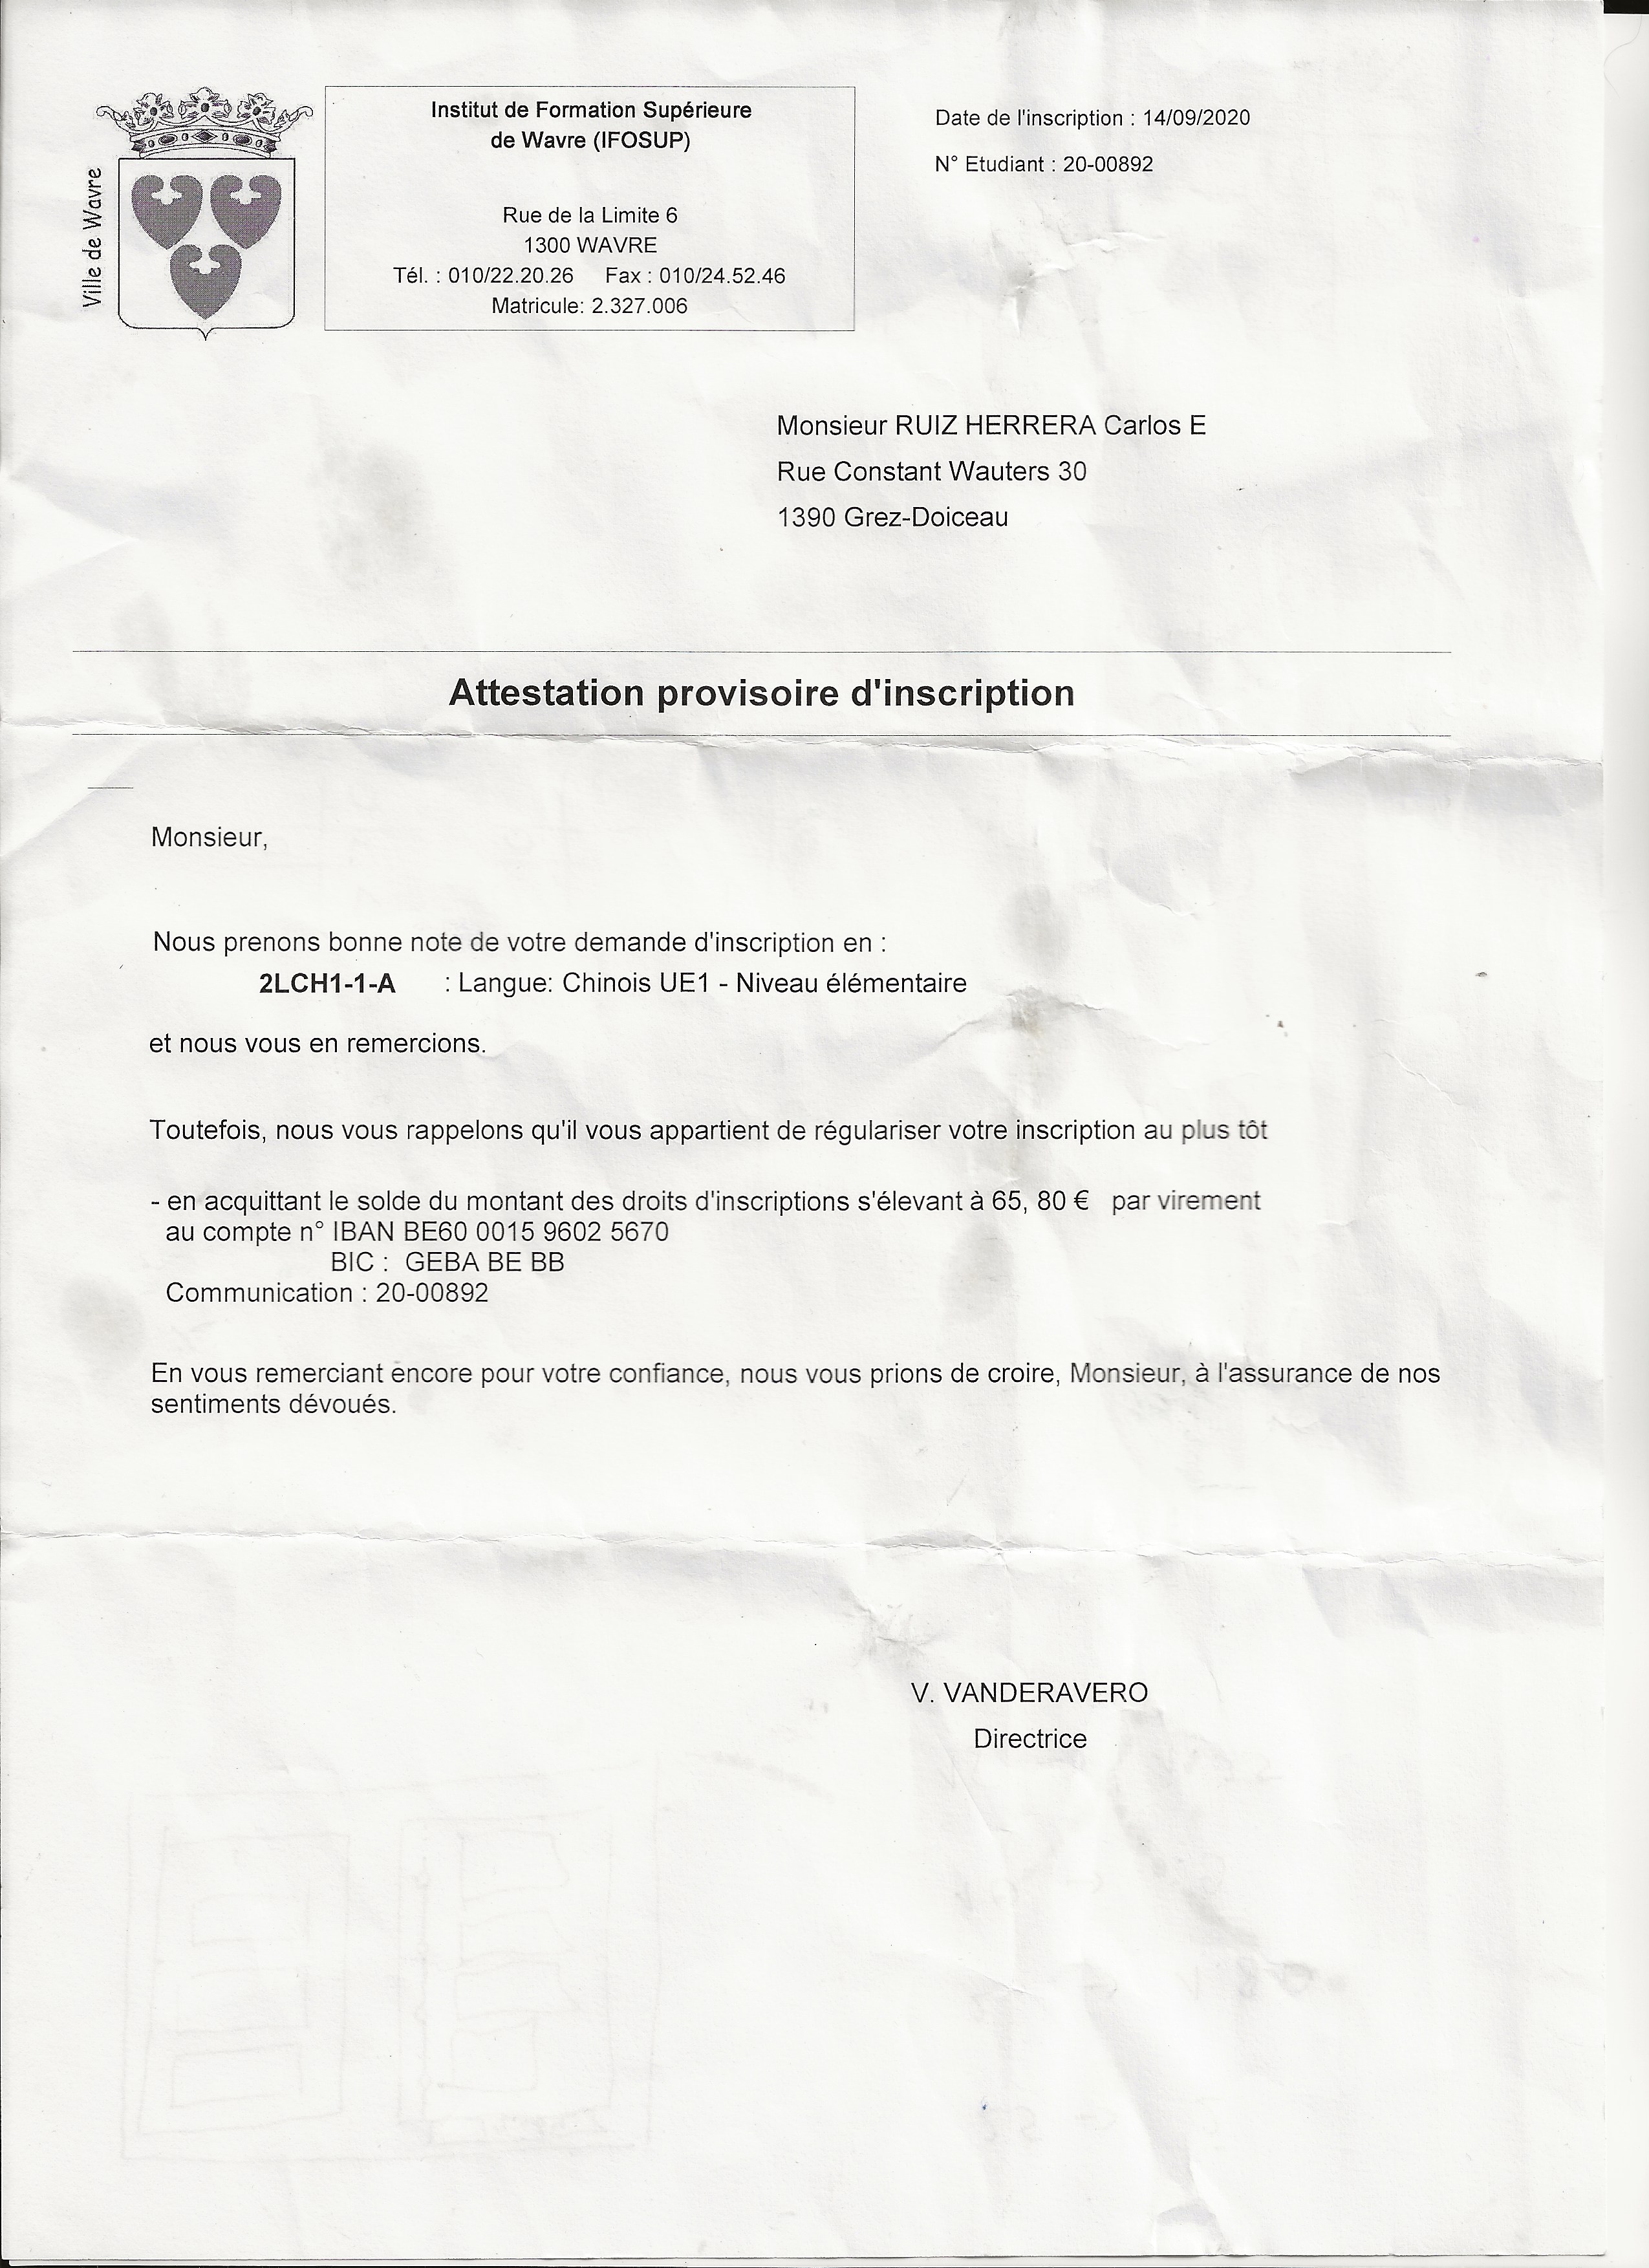 Ville de Wavre
Institut de Formation Supérieure
de Wavre (IFOSUP)
Rue de la Limite 6
1300 WAVRE
Tél. : 010/22.20.26 Fax : 010/24.52.46
Matricule: 2.327.006
Date de l'inscription : 14/09/2020
N° Etudiant : 20-00892
Monsieur RUIZ HERRERA Carlos E
Rue Constant Wauters 30
1390 Grez-Doiceau
Attestation provisoire d'inscription
Monsieur,
Nous prenons bonne note de votre demande d'inscription en :
2LCH1-1-A : Langue: Chinois UE1 - Niveau élémentaire
et nous vous en remercions.
Toutefois, nous vous rappelons qu'il vous appartient de régulariser votre inscription au plus tôt
- en acquittant le solde du montant des droits d'inscriptions s'élevant à 65, 80 € par virement
au compte n° IBAN BE60 0015 9602 5670
BIC : GEBA BE BB
Communication : 20-00892
En vous remerciant encore pour votre confiance, nous vous prions de croire, Monsieur, à l'assurance de nos
sentiments dévoués.
V. VANDERAVERO
Directrice